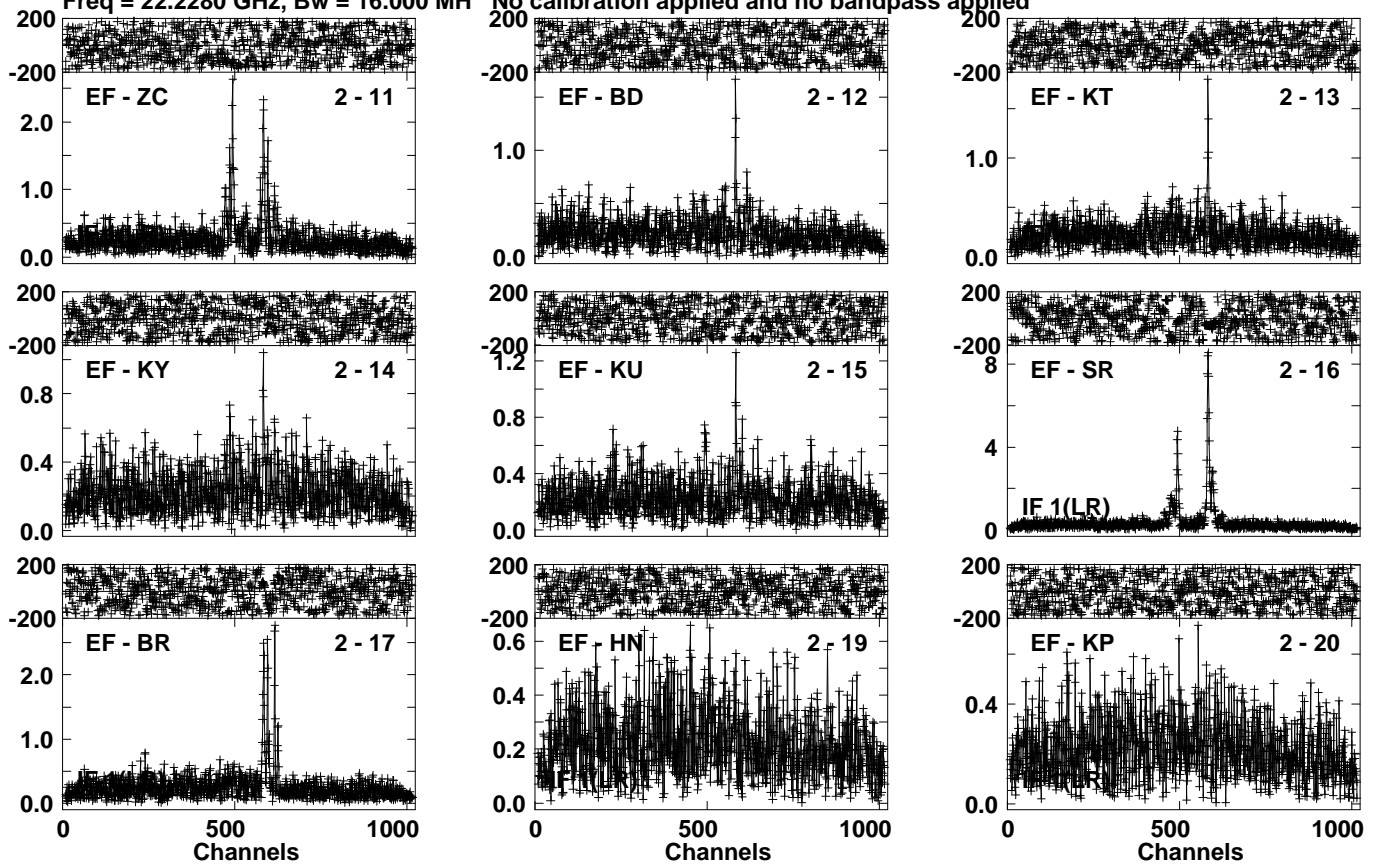 Freq = 22.2280 GHz, Bw = 16.000 MH No calibration applied and no bandpass applied
200 200 200
-200 -200 -200
EF - ZC 2 - 11 EF - BD 2 - 12 EF - KT 2 - 13
2.0
1.0 1.0
1.0
0.0 0.0 0.0
200 200 200
-200 -200 -200
EF - KY 2 - 14 EF - KU 2 - 15 EF - SR 2 - 16
1.2 8
0.8 0.8
4
0.4 0.4
IF 1(LR)
0.0 0.0 0
200 200 200
-200 -200 -200
EF - BR 2 - 17 EF - HN 2 - 19 EF - KP 2 - 20
0.6
2.0
0.4 0.4
1.0
0.2
IF 1(LR)
0.0 0.0 0.0
0 500 1000 0 500 1000 0 500 1000
Channels Channels Channels